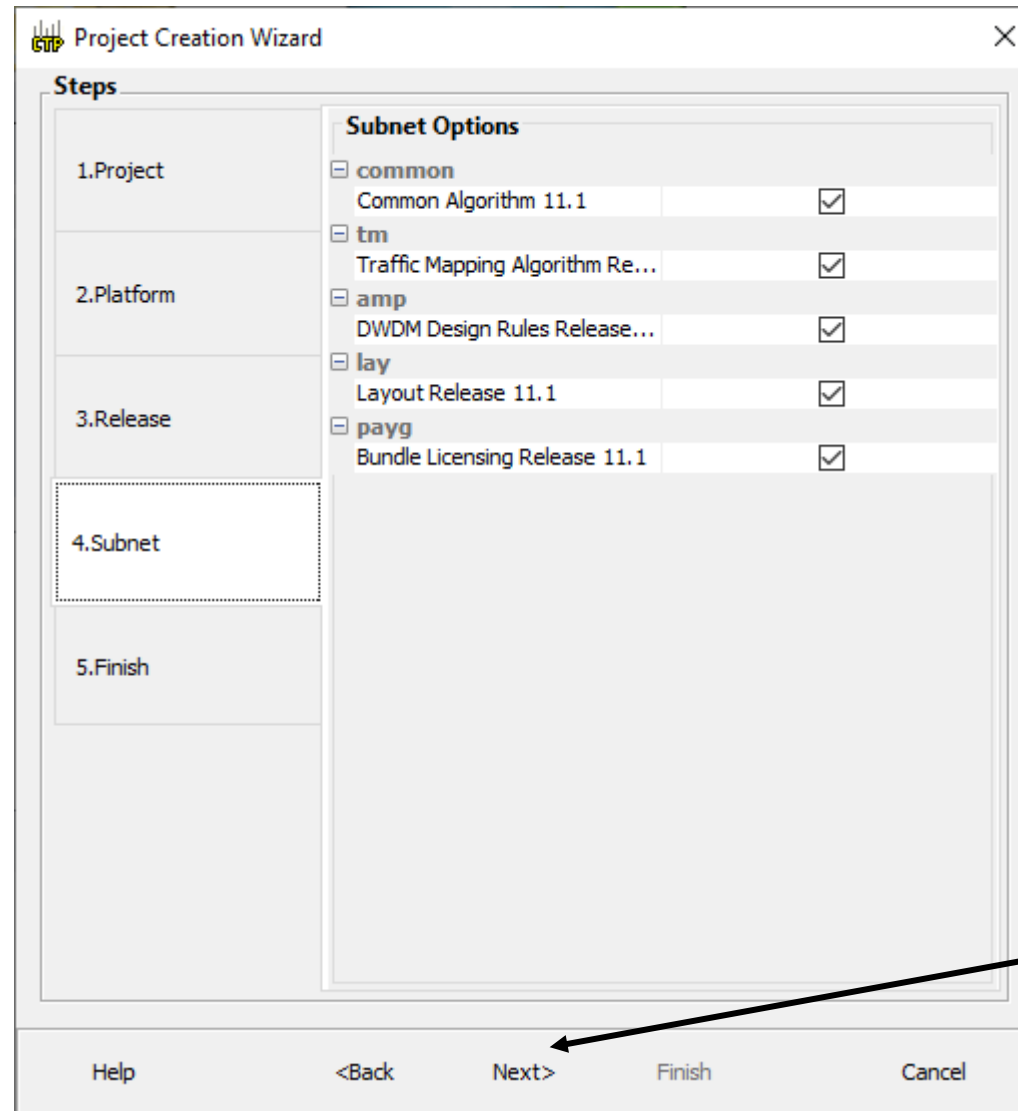 CTP Project Creation Wizard
Steps
1.Project
2.Platform
3.Release
4.Subnet
5.Finish
Subnet Options
common
Common Algorithm 11.1
tm
Traffic Mapping Algorithm Re...
amp
DWDM Design Rules Release...
lay
Layout Release 11.1
payg
Bundle Licensing Release 11.1
Help <Back Next> Finish Cancel